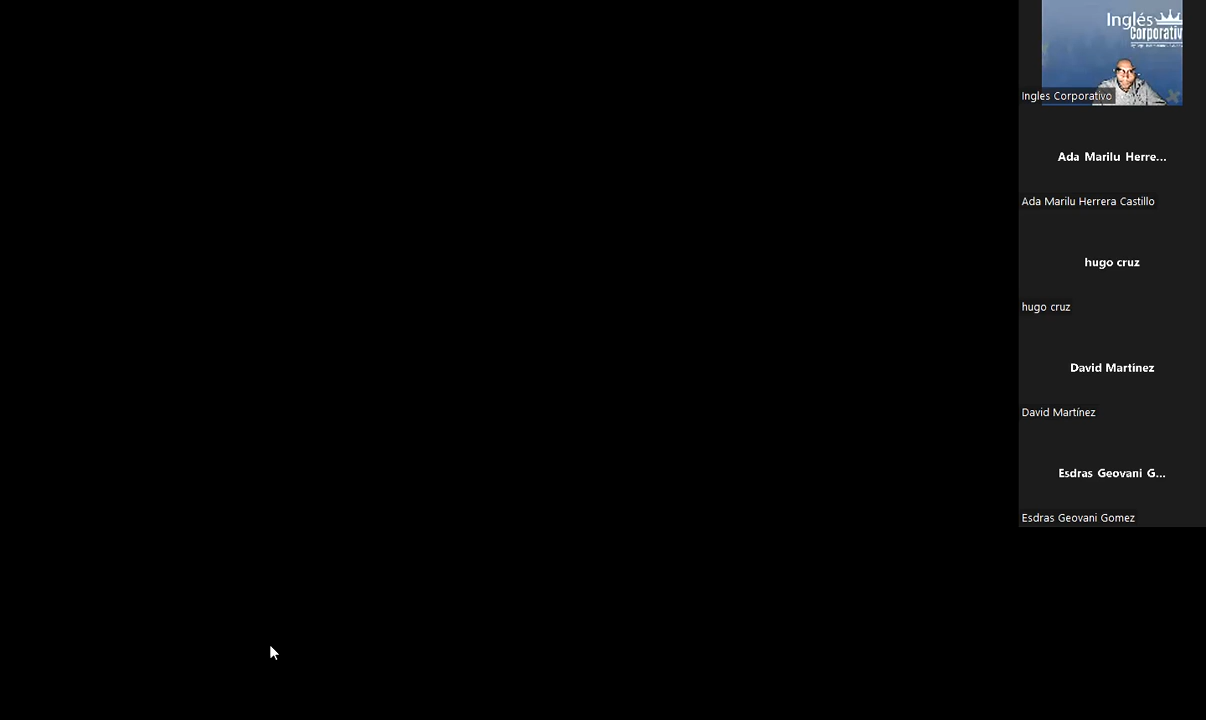 Inglés
Corporativ
Ingles Corporativo
Ada Marilu Herre...
Ada Marilu Herrera Castillo
hugo cruz
hugo cruz
David Martínez
David Martínez
Esdras Geovani G...
Esdras Geovani Gomez